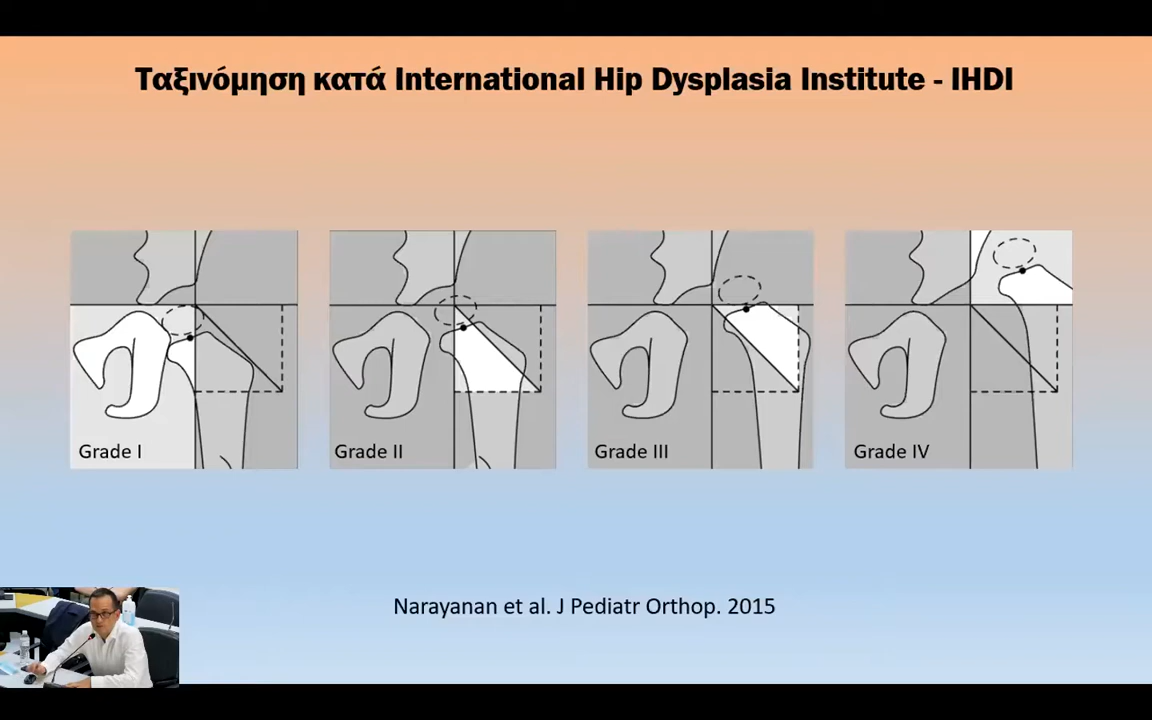 Ταξινόμηση κατά International Hip Dysplasia Institute - IHDI
Grade I
Grade II
Grade III
Grade IV
Narayanan et al. J Pediatr Orthop. 2015